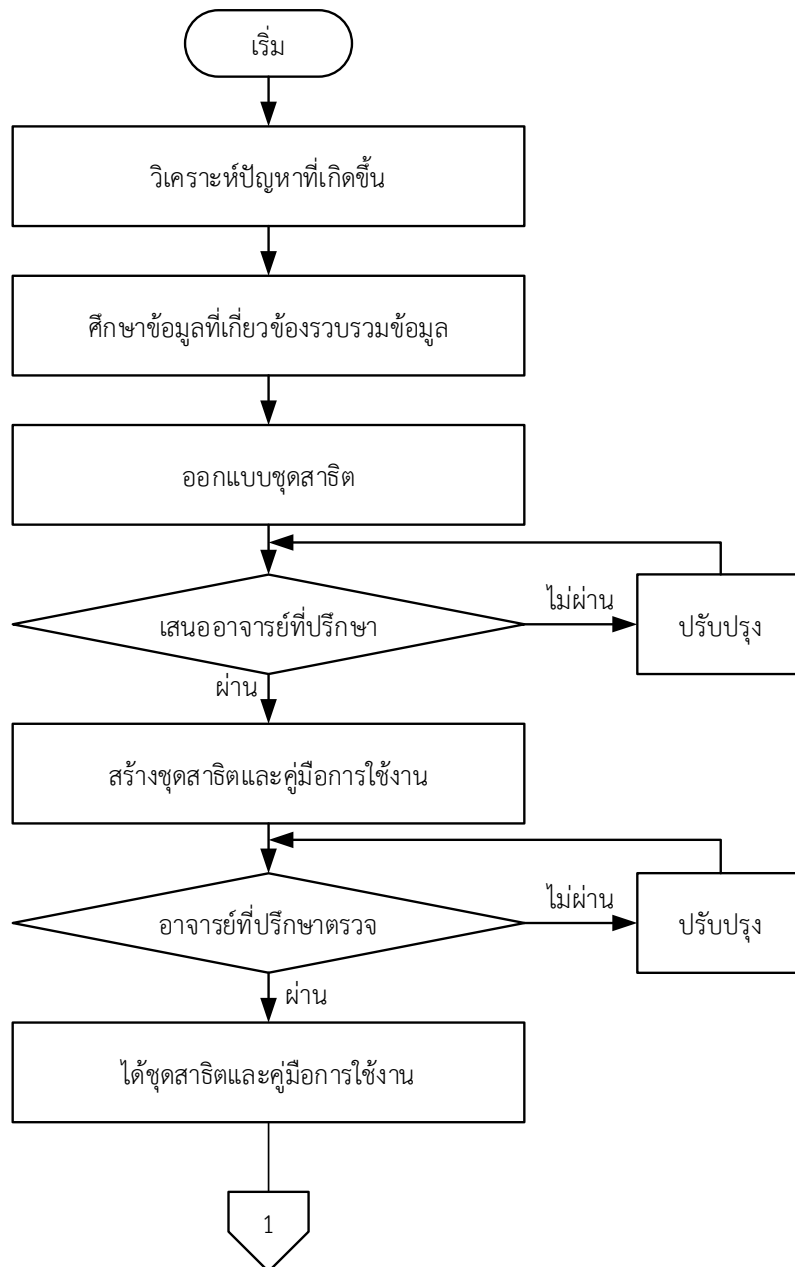 เริ่ม
วิเคราะห์ปัญหาที่เกิดขึ้น
ศึกษาข้อมูลที่เกี่ยวข้องรวบรวมข้อมูล
ออกแบบชุดสาธิต
เสนออาจารย์ที่ปรึกษา
ไม่ผ่าน
ปรับปรุง
ผ่าน
สร้างชุดสาธิตและคู่มือการใช้งาน
อาจารย์ที่ปรึกษาตรวจ
ไม่ผ่าน
ปรับปรุง
ผ่าน
ได้ชุดสาธิตและคู่มือการใช้งาน
1